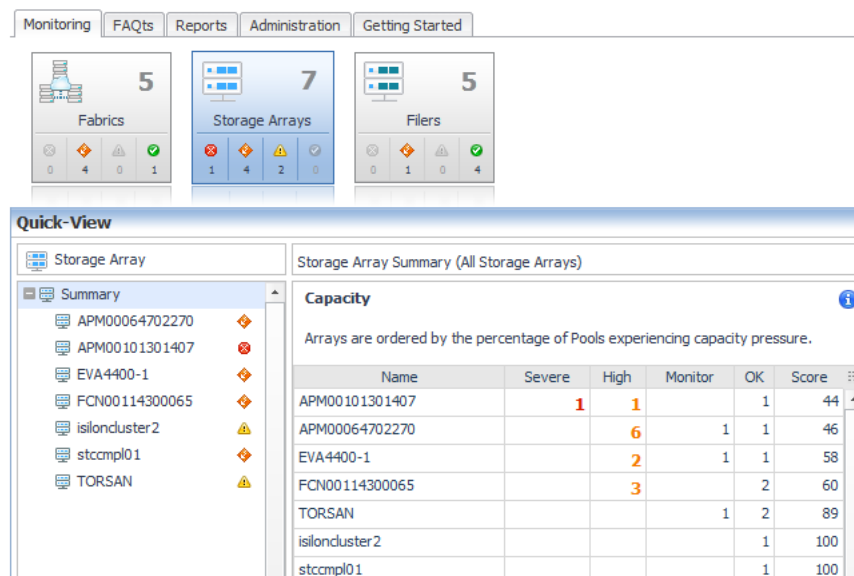 Monitoring FAQts Reports Administration Getting Started
5 7 5
Fabrics Storage Arrays Filers
0 4 0 1 1 4 2 0 0 1 0 4
Quick-View
Storage Array
Storage Array Summary (All Storage Arrays)
Summary
APM00064702270
APM00101301407
EVA4400-1
FCN00114300065
isiloncluster2
stccmpl01
TORSAN
Capacity
Arrays are ordered by the percentage of Pools experiencing capacity pressure.
Name Severe High Monitor OK Score
APM00101301407 1 1 1 44
APM00064702270 6 1 1 46
EVA4400-1 2 1 1 58
FCN00114300065 3 2 60
TORSAN 1 2 89
isiloncluster2 1 100
stccmpl01 1 100